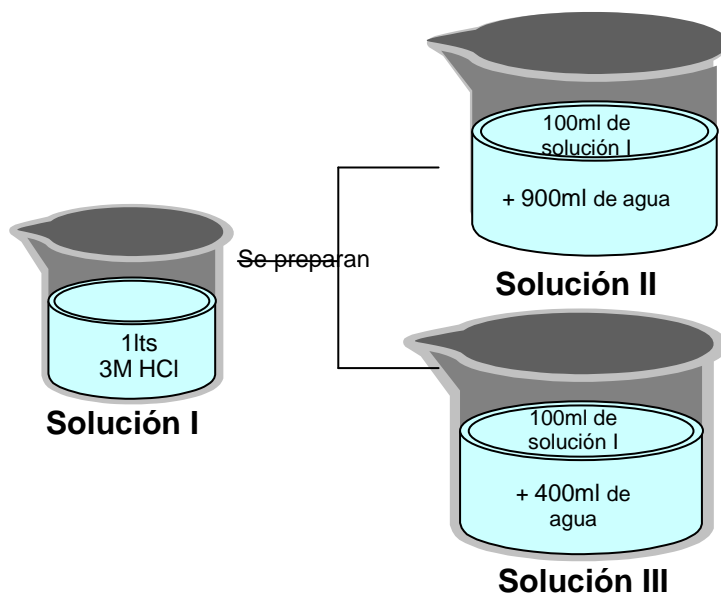 1lts
3M HCl
Solución I
Se preparan
100ml de
solución I
+ 900ml de agua
Solución II
100ml de
solución I
+ 400ml de
agua
Solución III